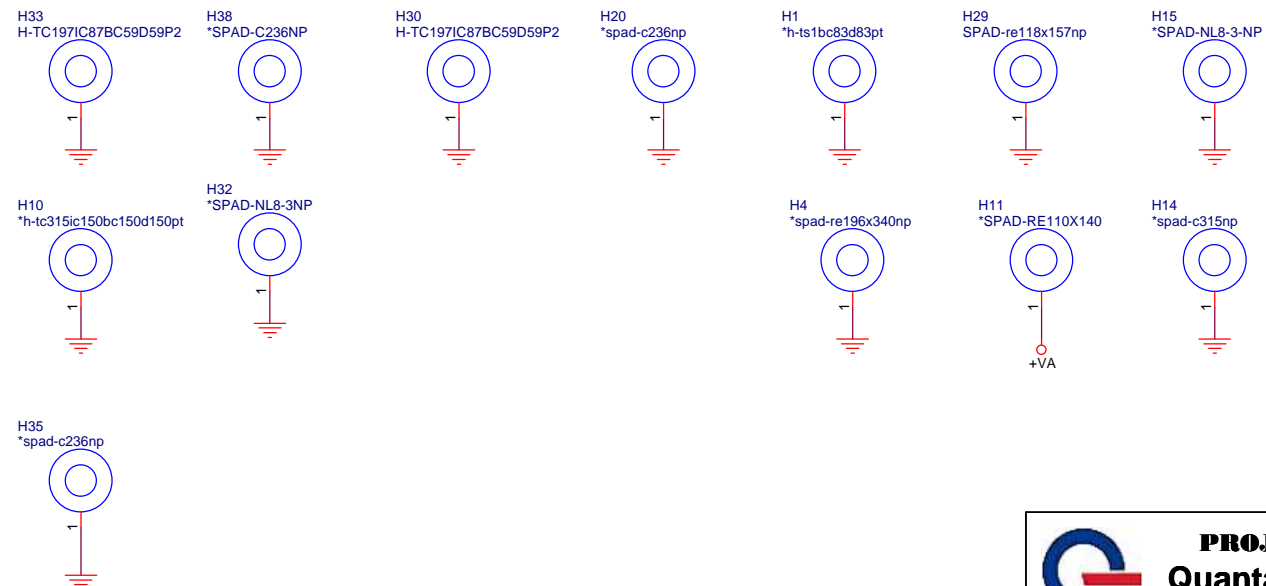 H33
H-TC197IC87BC59D59P2
1
H38
*SPAD-C236NP
1
H30
H-TC197IC87BC59D59P2
1
H20
*spad-c236np
1
H1
*h-ts1bc83d83pt
1
H29
SPAD-re118x157np
1
H15
*SPAD-NL8-3-NP
1
H10
*h-tc315ic150bc150d150pt
1
H32
*SPAD-NL8-3NP
1
H4
*spad-re196x340np
1
H11
*SPAD-RE110X140
1
+VA
H14
*spad-c315np
1
H35
*spad-c236np
1
PROJ
Quanta